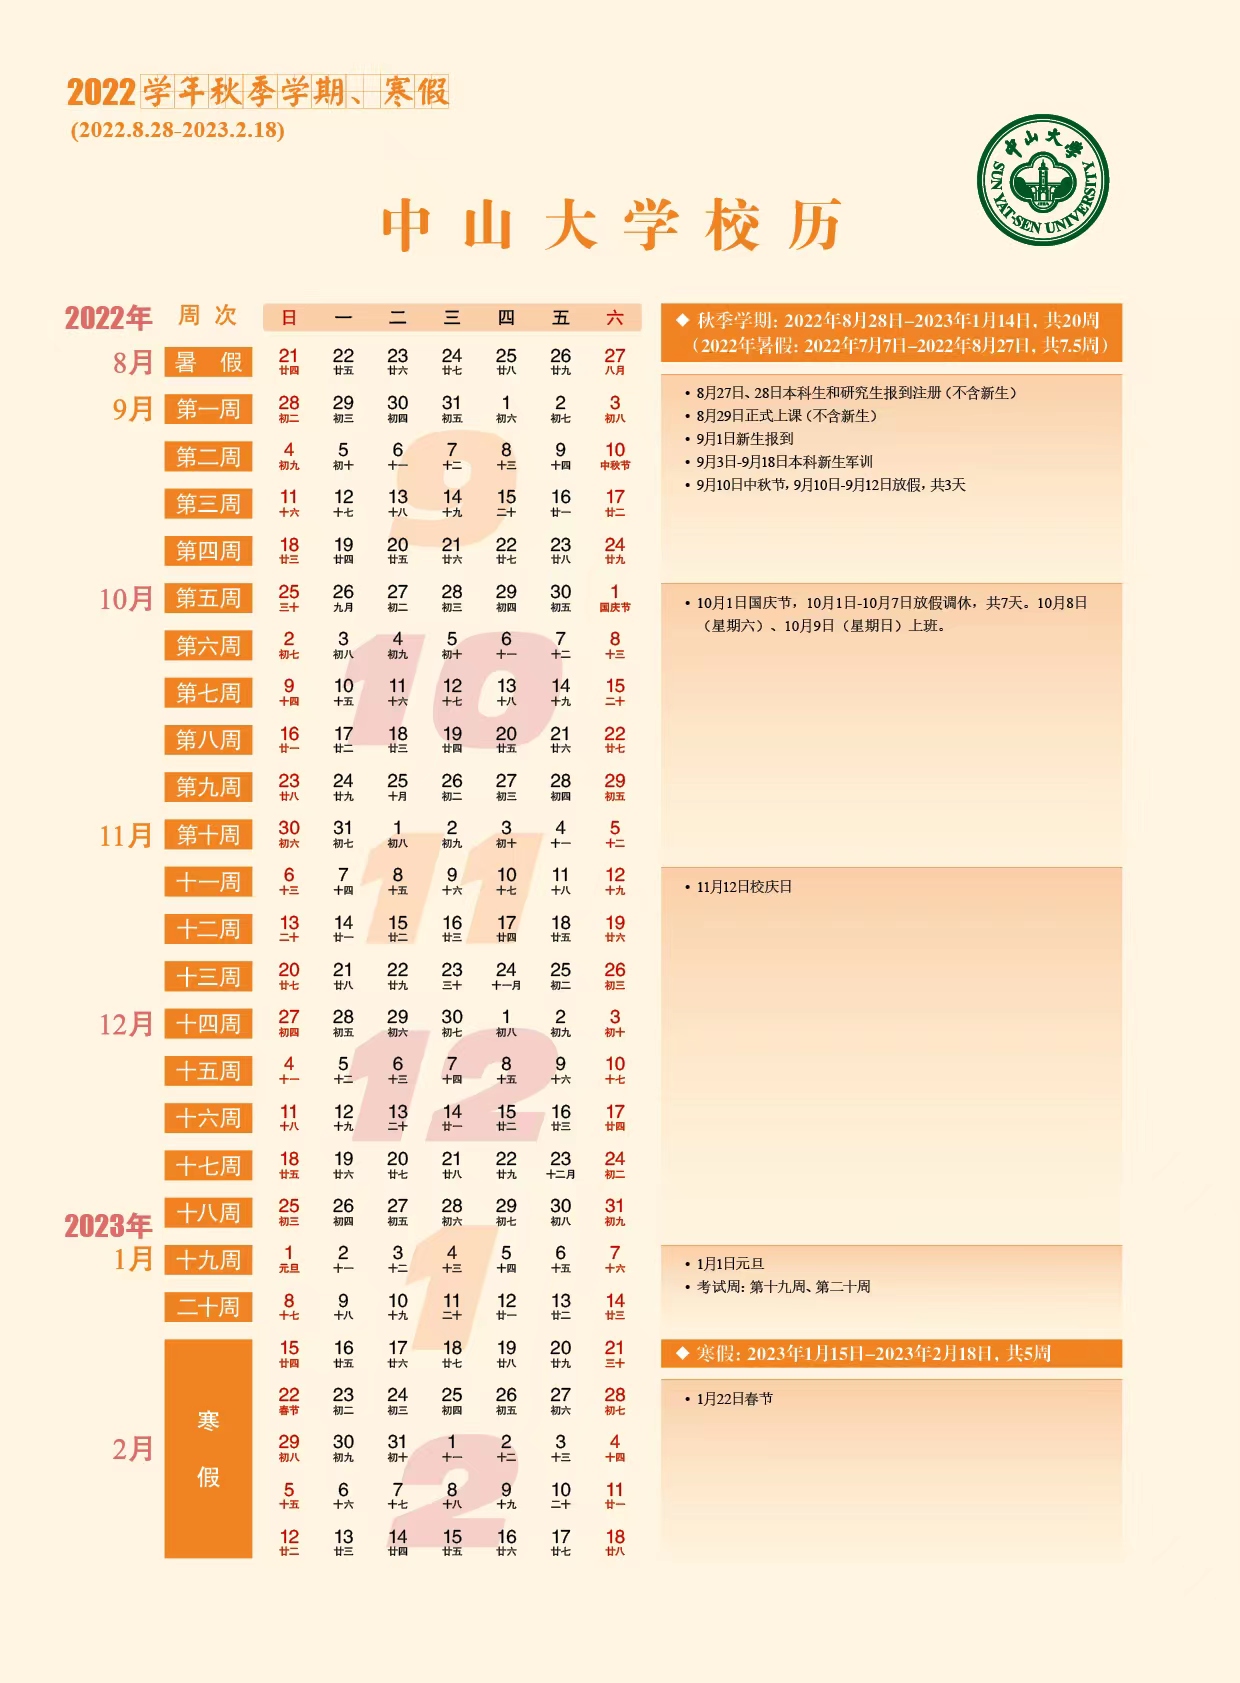 2022学年秋季学期、寒假
(2022.8.28-2023.2.18)
中山大学
SUN YAT-SEN UNIVERSITY
中山大学校历
2022年 周次 日 一 二 三 四 五 六
8月 暑假 21 22 23 24 25 26 27
廿四 廿五 廿六 廿七 廿八 廿九 八月
9月 第一周 28 29 30 31 1 2 3
初二 初三 初四 初五 初六 初七 初八
第二周 4 5 6 7 8 9 10
初九 初十 十一 十二 十三 十四 中秋节
9
第三周 11 12 13 14 15 16 17
十六 十七 十八 十九 二十 廿一 廿二
第四周 18 19 20 21 22 23 24
廿三 廿四 廿五 廿六 廿七 廿八 廿九
10月 第五周 25 26 27 28 29 30 1
三十 九月 初二 初三 初四 初五 国庆节
第六周 2 3 4 5 6 7 8
初七 初八 初九 初十 十一 十二 十三
10
第七周 9 10 11 12 13 14 15
十四 十五 十六 十七 十八 十九 二十
第八周 16 17 18 19 20 21 22
廿一 廿二 廿三 廿四 廿五 廿六 廿七
第九周 23 24 25 26 27 28 29
廿八 廿九 十月 初二 初三 初四 初五
11月 第十周 30 31 1 2 3 4 5
初六 初七 初八 初九 初十 十一 十二
11
十一周 6 7 8 9 10 11 12
十三 十四 十五 十六 十七 十八 十九
十二周 13 14 15 16 17 18 19
二十 廿一 廿二 廿三 廿四 廿五 廿六
十三周 20 21 22 23 24 25 26
廿七 廿八 廿九 三十 十一月 初二 初三
12月 十四周 27 28 29 30 1 2 3
初四 初五 初六 初七 初八 初九 初十
十五周 4 5 6 7 8 9 10
十一 十二 十三 十四 十五 十六 十七
12
十六周 11 12 13 14 15 16 17
十八 十九 二十 廿一 廿二 廿三 廿四
十七周 18 19 20 21 22 23 24
廿五 廿六 廿七 廿八 廿九 十二月 初二
十八周 25 26 27 28 29 30 31
初三 初四 初五 初六 初七 初八 初九
2023年
1月 十九周 1 2 3 4 5 6 7
元旦 十一 十二 十三 十四 十五 十六
1
二十周 8 9 10 11 12 13 14
十七 十八 十九 二十 廿一 廿二 廿三
15 16 17 18 19 20 21
廿四 廿五 廿六 廿七 廿八 廿九 三十
22 23 24 25 26 27 28
春节 初二 初三 初四 初五 初六 初七
寒假
2月 29 30 31 1 2 3 4
初八 初九 初十 十一 十二 十三 十四
2
5 6 7 8 9 10 11
十五 十六 十七 十八 十九 二十 廿一
12 13 14 15 16 17 18
廿二 廿三 廿四 廿五 廿六 廿七 廿八
◆ 秋季学期: 2022年8月28日-2023年1月14日, 共20周
（2022年暑假: 2022年7月7日-2022年8月27日, 共7.5周）
• 8月27日、28日本科生和研究生报到注册（不含新生）
• 8月29日正式上课（不含新生）
• 9月1日新生报到
• 9月3日-9月18日本科新生军训
• 9月10日中秋节, 9月10日-9月12日放假, 共3天
• 10月1日国庆节，10月1日-10月7日放假调休，共7天。10月8日
（星期六）、10月9日（星期日）上班。
• 11月12日校庆日
• 1月1日元旦
• 考试周: 第十九周、第二十周
◆ 寒假: 2023年1月15日-2023年2月18日, 共5周
• 1月22日春节